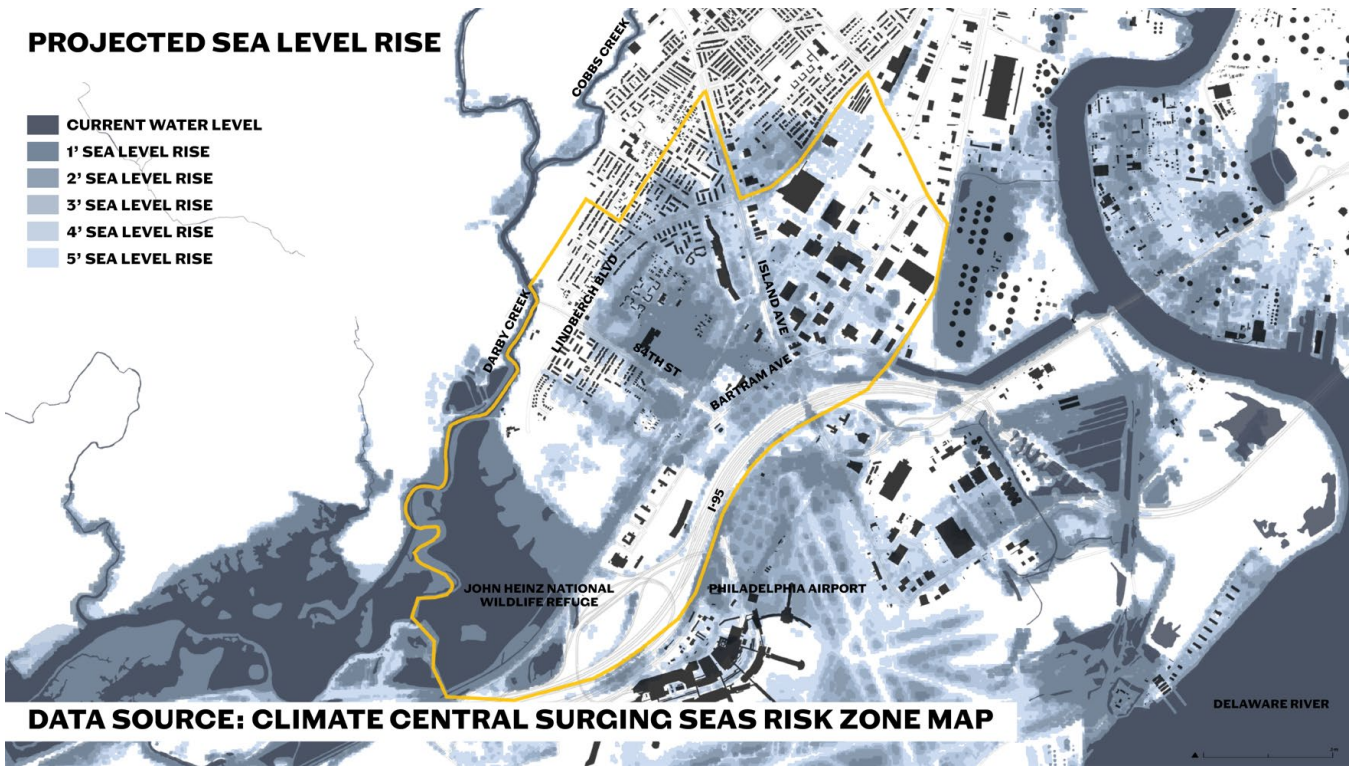 PROJECTED SEA LEVEL RISE
CURRENT WATER LEVEL
1’ SEA LEVEL RISE
2’ SEA LEVEL RISE
3’ SEA LEVEL RISE
4’ SEA LEVEL RISE
5’ SEA LEVEL RISE
COBBS CREEK
DARBY CREEK
LINDBERGH BLVD
ISLAND AVE
84TH ST
BARTRAM AVE
I-95
JOHN HEINZ NATIONAL
WILDLIFE REFUGE
PHILADELPHIA AIRPORT
DELAWARE RIVER
DATA SOURCE: CLIMATE CENTRAL SURGING SEAS RISK ZONE MAP